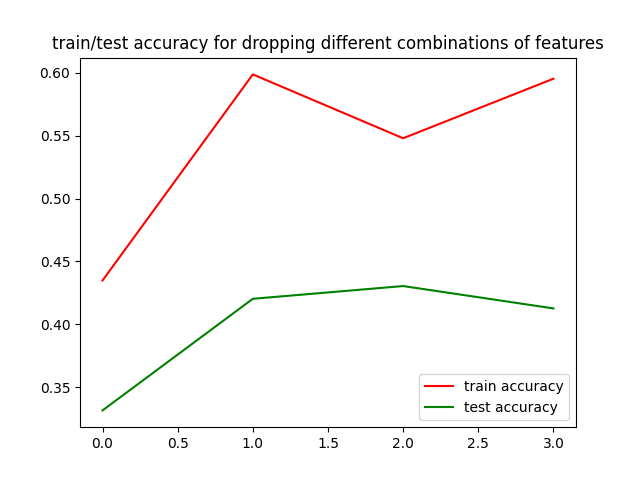 train/test accuracy for dropping different combinations of features
0.60
0.55
0.50
0.45
0.40
0.35
train accuracy
test accuracy
0.0 0.5 1.0 1.5 2.0 2.5 3.0